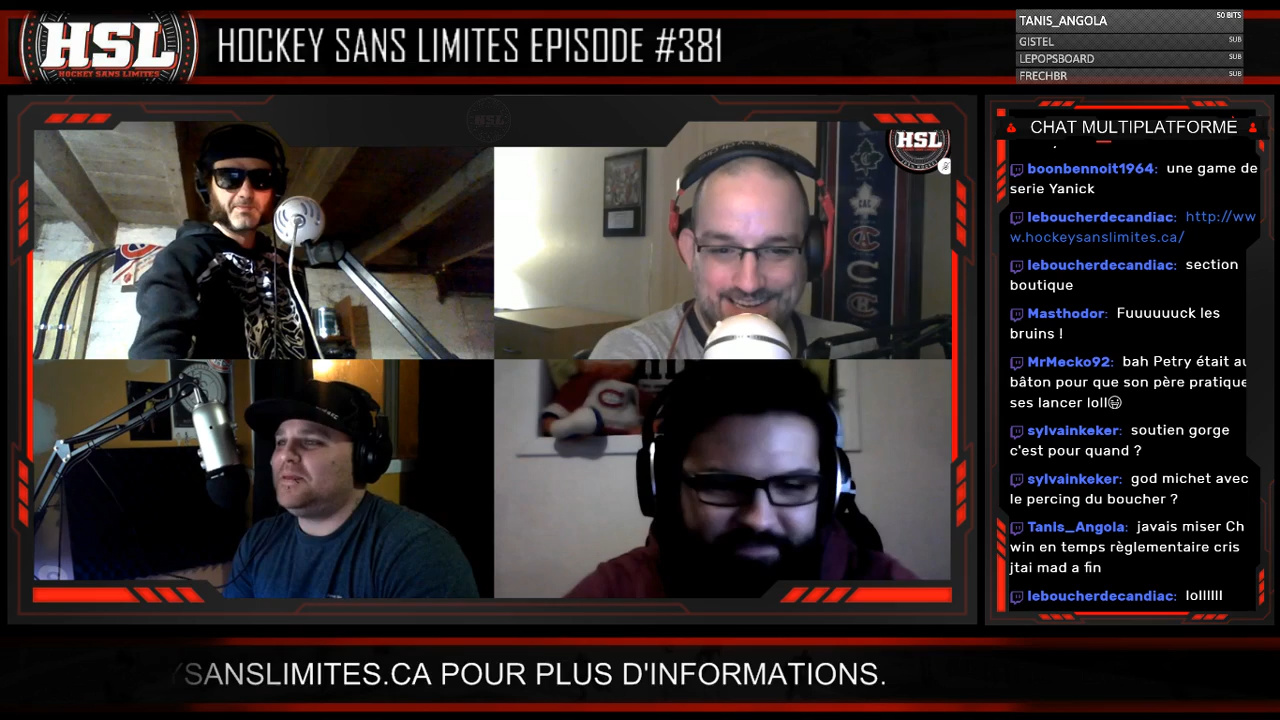 HSL
HOCKEY SANS LIMITES
HOCKEY SANS LIMITES EPISODE #381
TANIS_ANGOLA 50 BITS
GISTEL SUB
LEPOPSBOARD SUB
FRECHBR SUB
HSL
CHAT MULTIPLATFORME
boonbennoit1964: une game de
serie Yanick
leboucherdecandiac: http://ww
w.hockeysanslimites.ca/
leboucherdecandiac: section
boutique
Masthodor: Fuuuuuuck les
bruins !
MrMecko92: bah Petry était au
bâton pour que son père pratique
ses lancer loll😂
sylvainkeker: soutien gorge
c'est pour quand ?
sylvainkeker: god michet avec
le percing du boucher ?
Tanis_Angola: javais miser Ch
win en temps règlementaire cris
jtai mad a fin
leboucherdecandiac: lollllll
YSANSLIMITES.CA POUR PLUS D'INFORMATIONS.